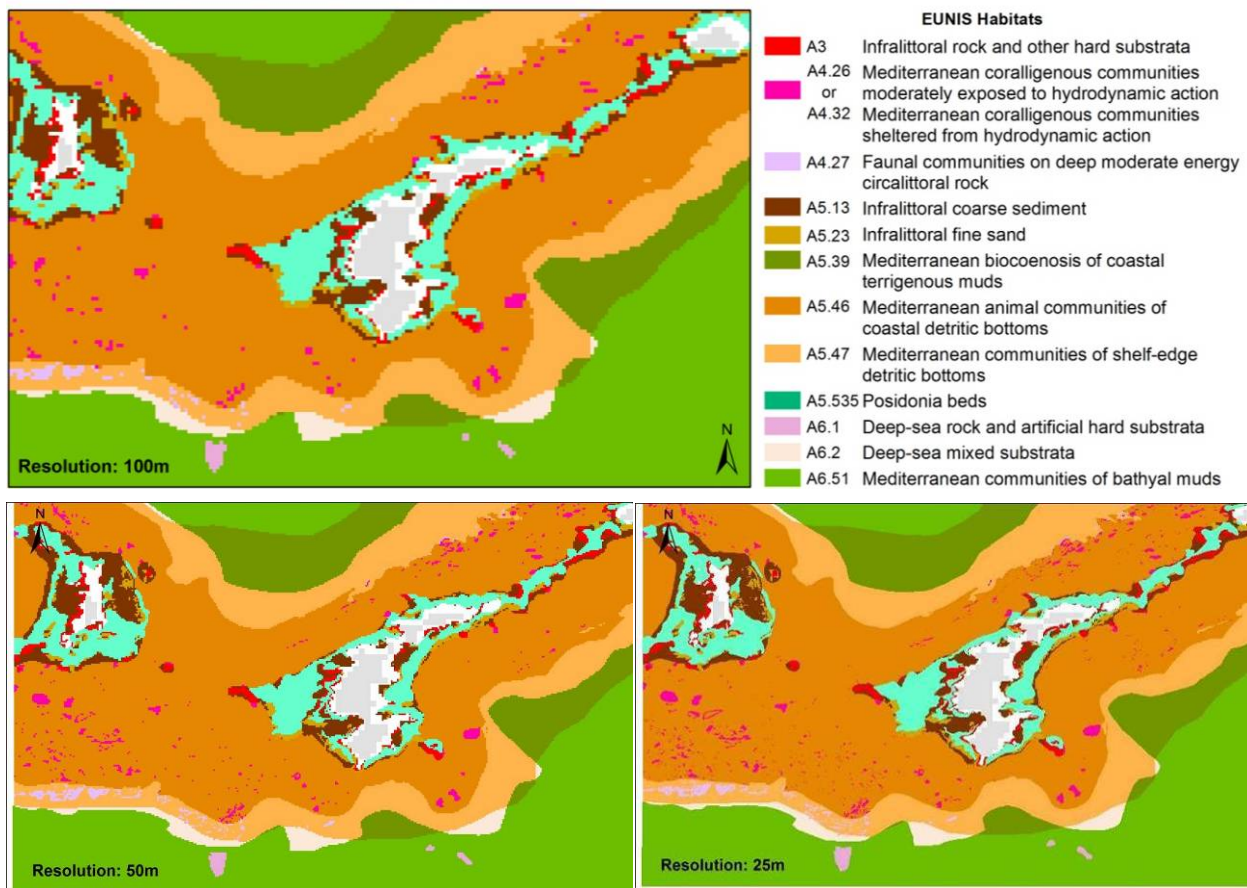 EUNIS Habitats
A3 Infralittoral rock and other hard substrata
A4.26 Mediterranean coralligenous communities
or moderately exposed to hydrodynamic action
A4.32 Mediterranean coralligenous communities
sheltered from hydrodynamic action
A4.27 Faunal communities on deep moderate energy
circalittoral rock
A5.13 Infralittoral coarse sediment
A5.23 Infralittoral fine sand
A5.39 Mediterranean biocoenosis of coastal
terrigenous muds
A5.46 Mediterranean animal communities of
coastal detritic bottoms
A5.47 Mediterranean communities of shelf-edge
detritic bottoms
A5.535 Posidonia beds
A6.1 Deep-sea rock and artificial hard substrata
A6.2 Deep-sea mixed substrata
A6.51 Mediterranean communities of bathyal muds
N
Resolution: 100m
N
Resolution: 50m
N
Resolution: 25m